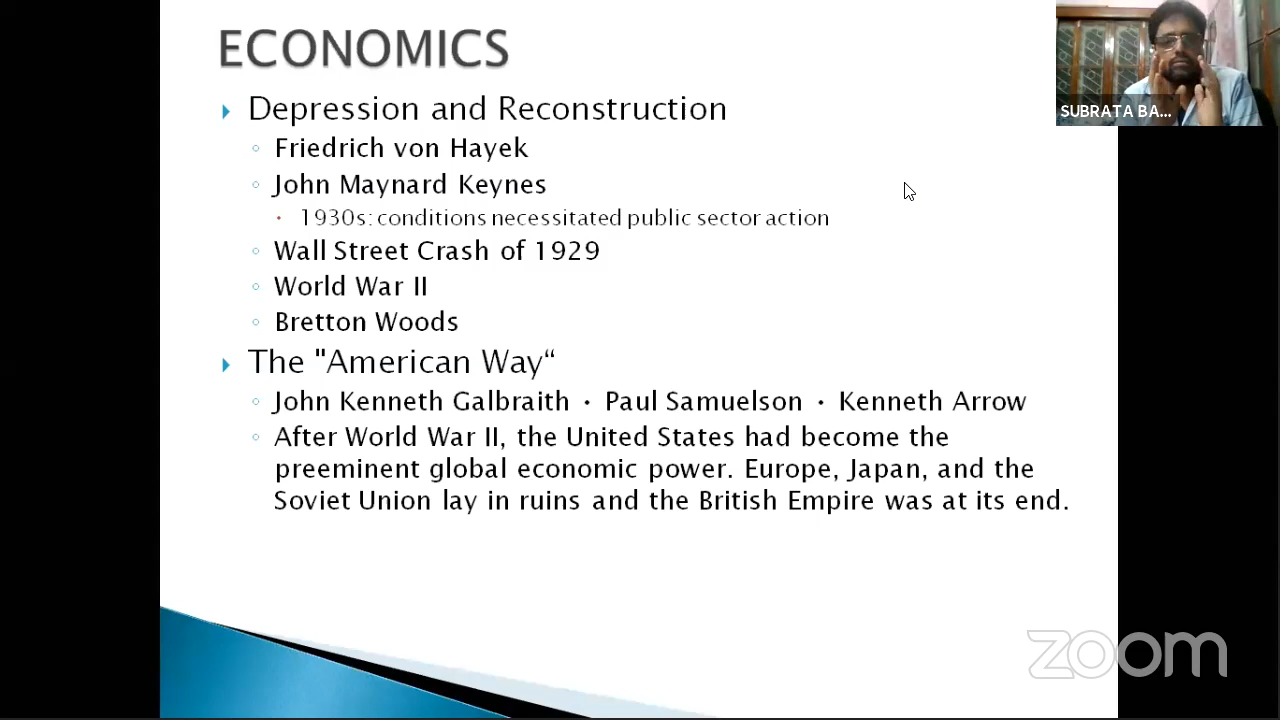 ECONOMICS
Depression and Reconstruction
Friedrich von Hayek
John Maynard Keynes
1930s: conditions necessitated public sector action
Wall Street Crash of 1929
World War II
Bretton Woods
The "American Way“
John Kenneth Galbraith • Paul Samuelson • Kenneth Arrow
After World War II, the United States had become the
preeminent global economic power. Europe, Japan, and the
Soviet Union lay in ruins and the British Empire was at its end.
SUBRATA BA...
zoom